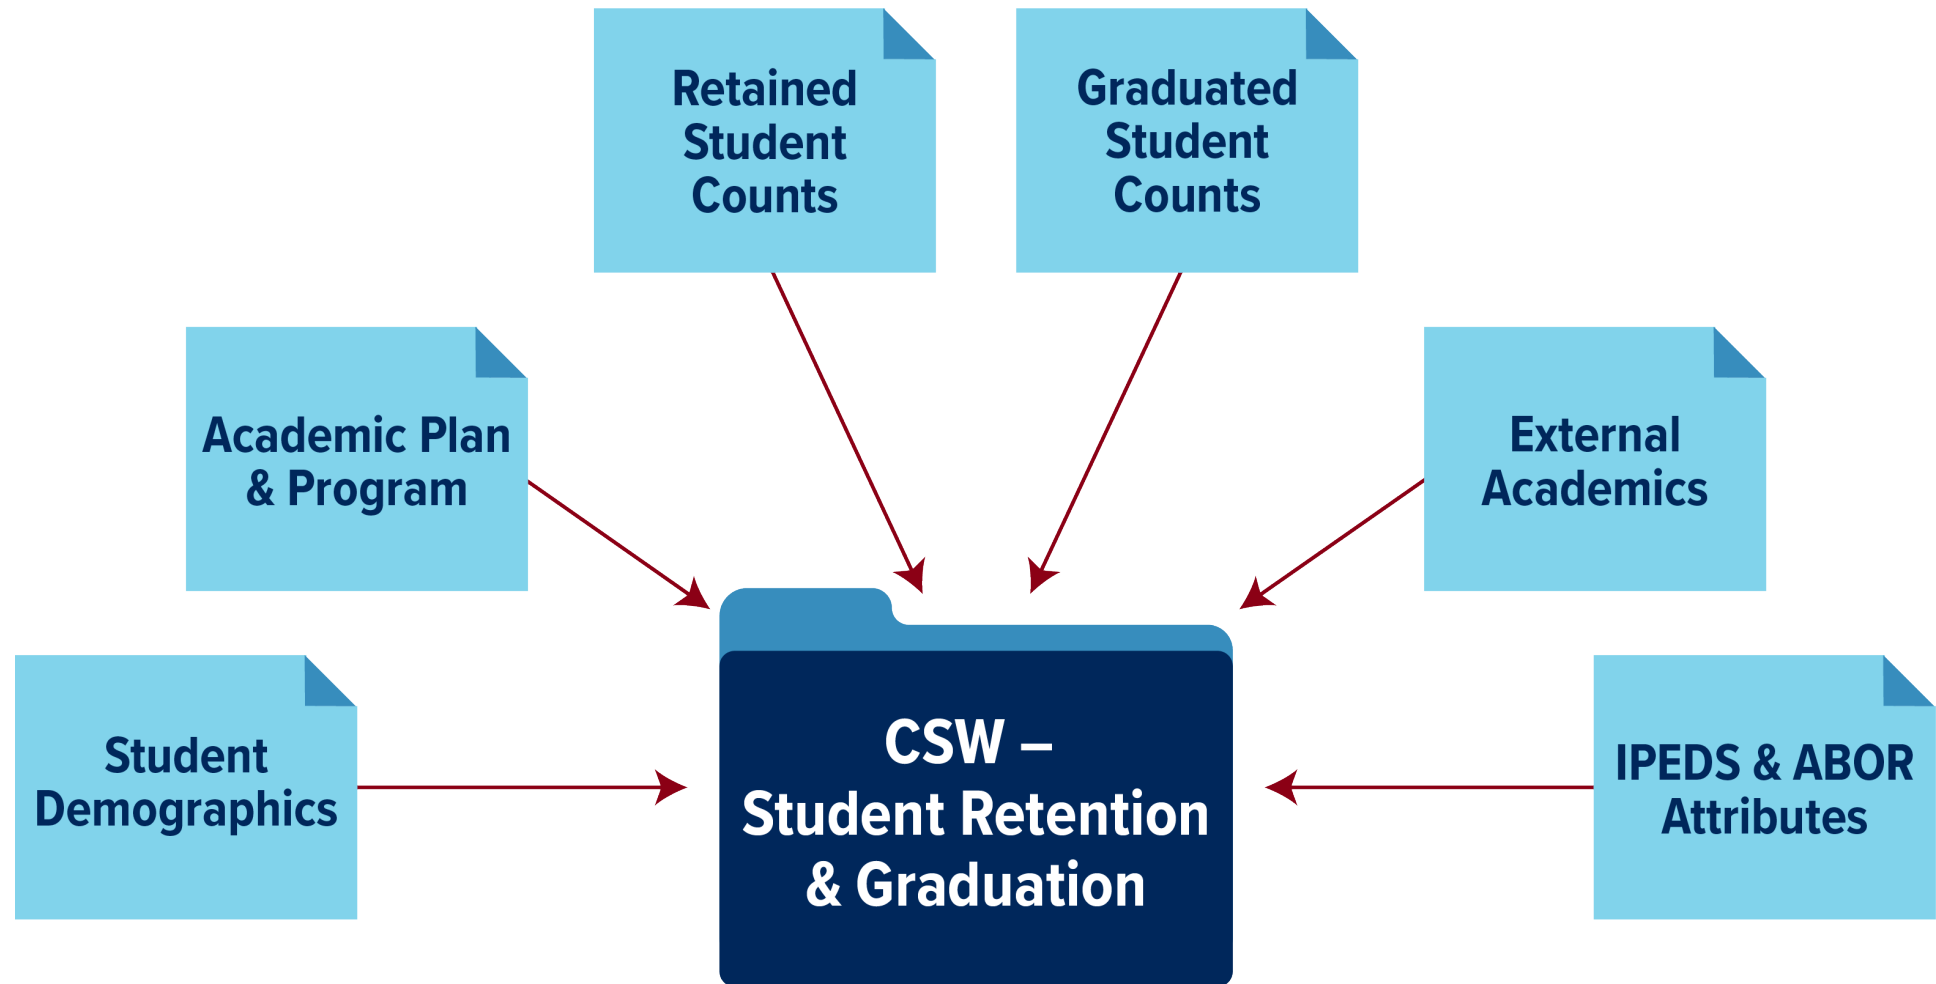 Retained
Student
Counts
Graduated
Student
Counts
Academic Plan
& Program
External
Academics
Student
Demographics
CSW –
Student Retention
& Graduation
IPEDS & ABOR
Attributes